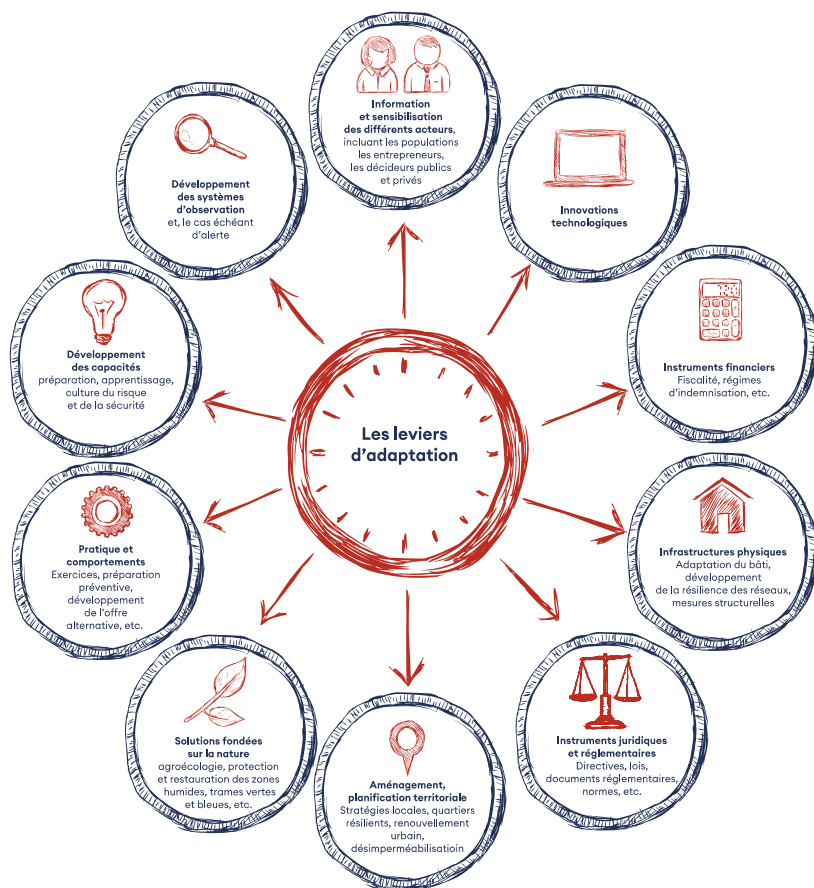 Information
et sensibilisation
des différents acteurs,
incluant les populations
les entrepreneurs,
les décideurs publics
et privés
Développement
des systèmes
d'observation
et, le cas échéant
d'alerte
Innovations
technologiques
Développement
des capacités
préparation, apprentissage,
culture du risque
et de la sécurité
Instruments financiers
Fiscalité, régimes
d'indemnisation, etc.
Les leviers
d'adaptation
Pratique et
comportements
Exercices, préparation
préventive,
développement
de l'offre
alternative, etc.
Infrastructures physiques
Adaptation du bâti,
développement
de la résilience des réseaux,
mesures structurelles
Solutions fondées
sur la nature
agroécologie, protection
et restauration des zones
humides, trames vertes
et bleues, etc.
Aménagement,
planification territoriale
Stratégies locales, quartiers
résilients, renouvellement
urbain,
désimperméabilisatioin
Instruments juridiques
et réglementaires
Directives, lois,
documents réglementaires,
normes, etc.